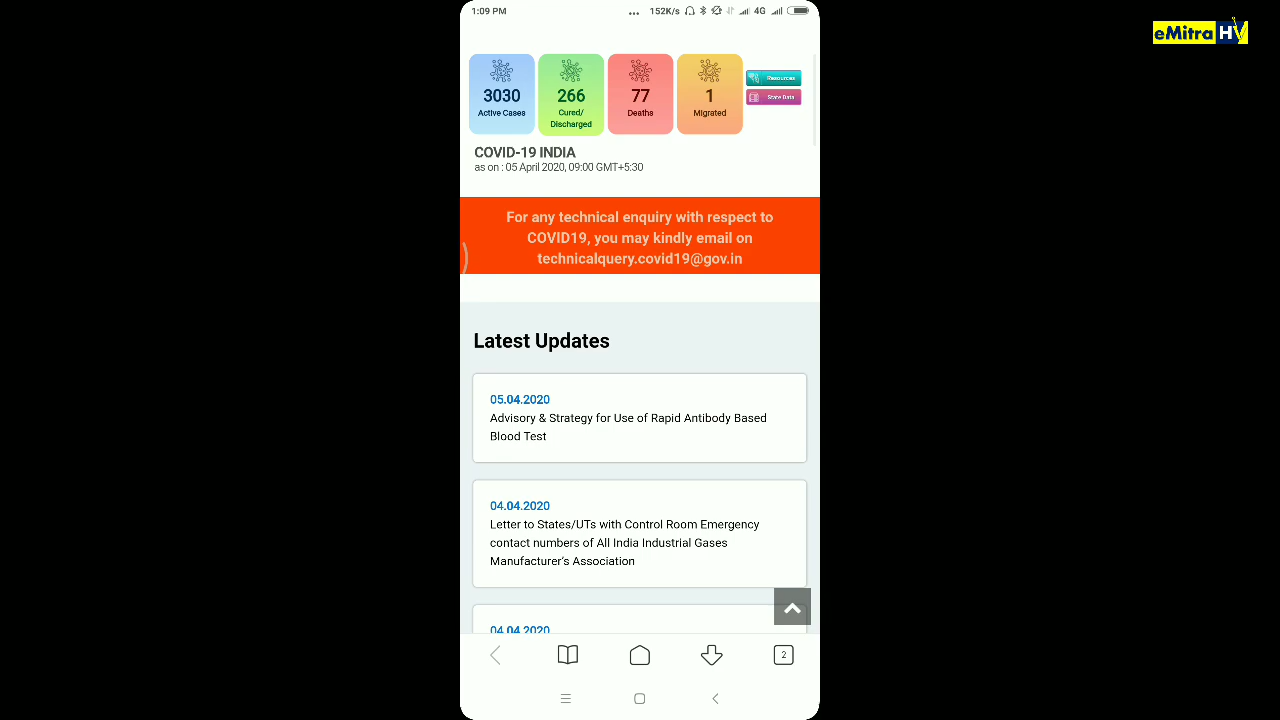 1:09 PM
... 152K/s 4G
eMitra HV
3030
Active Cases
266
Cured/
Discharged
77
Deaths
1
Migrated
Resources
State Data
COVID-19 INDIA
as on : 05 April 2020, 09:00 GMT+5:30
For any technical enquiry with respect to
COVID19, you may kindly email on
technicalquery.covid19@gov.in
Latest Updates
05.04.2020
Advisory & Strategy for Use of Rapid Antibody Based
Blood Test
04.04.2020
Letter to States/UTs with Control Room Emergency
contact numbers of All India Industrial Gases
Manufacturer's Association
04.04.2020
2